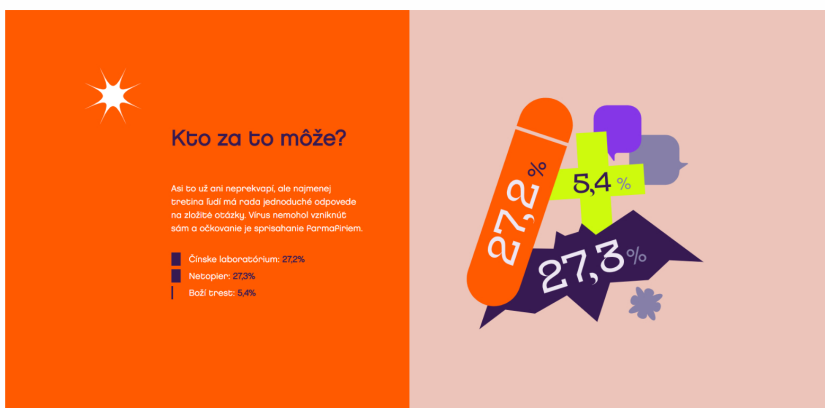 Kto za to môže?
Asi to už ani neprekvapí, ale najmenej
tretina ľudí má rada jednoduché odpovede
na zložité otázky. Vírus nemohol vzniknúť
sám a očkovanie je sprisahanie ParmaFiriem.
Čínske laboratórium: 27,2%
Netopier: 27,3%
Boží trest: 5,4%
27,2 %
5,4 %
27,3 %